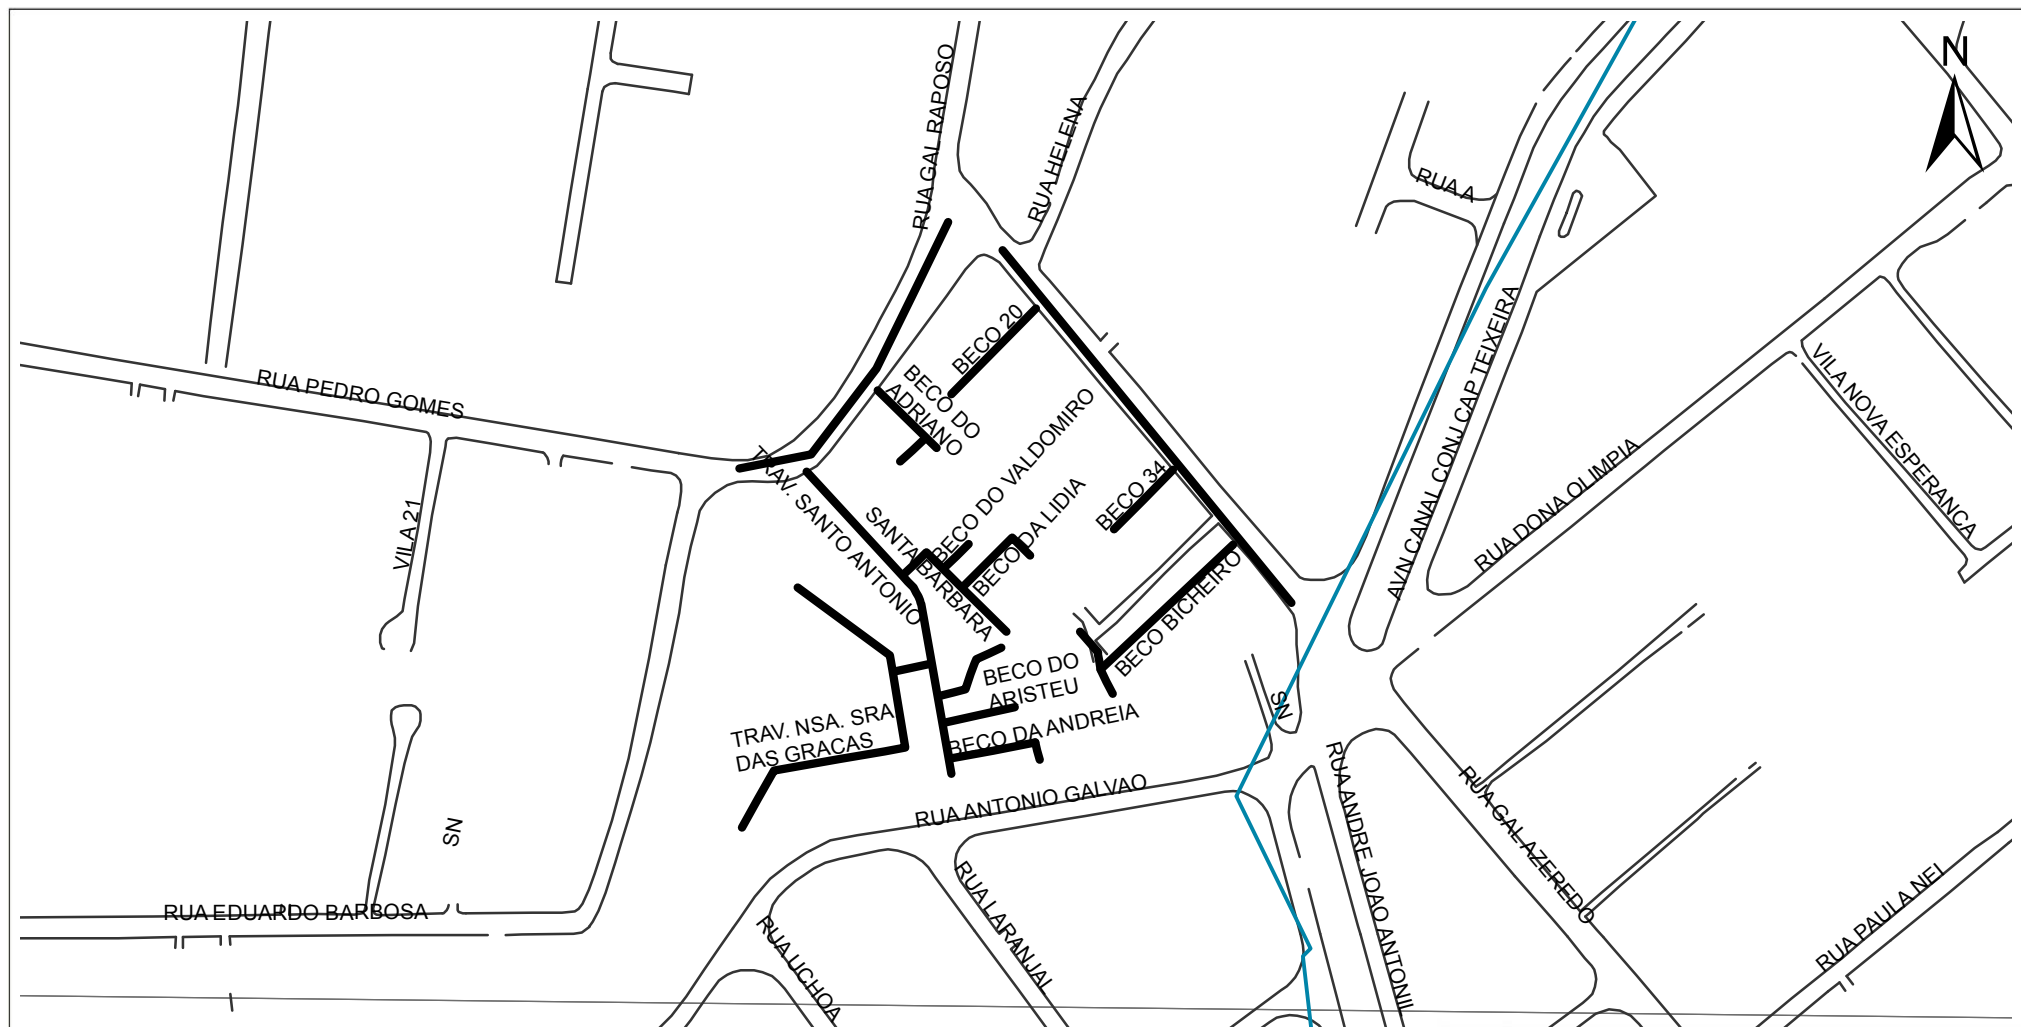 N
RUA GAL RAPOSO
RUA HELENA
RUA A
RUA PEDRO GOMES
BECO 20
BECO DO
ADRIANO
BECO DO VALDOMIRO
AVN CANAL CONJ CAP TEIXEIRA
VILA NOVA ESPERANCA
RUA DONA OLIMPIA
TRAV. SANTO ANTONIO
SANTA BARBARA
BECO DA LIDIA
BECO 34
VILA 21
BECO BICHEIRO
BECO DO
ARISTEU
SN
TRAV. NSA. SRA
DAS GRACAS
BECO DA ANDREIA
RUA ANTONIO GALVAO
RUA ANDRE JOAO ANTONIL
RUA GAL AZEREDO
SN
RUA EDUARDO BARBOSA
RUA LARANJAL
RUA UCHOA
RUA PAULA NEI